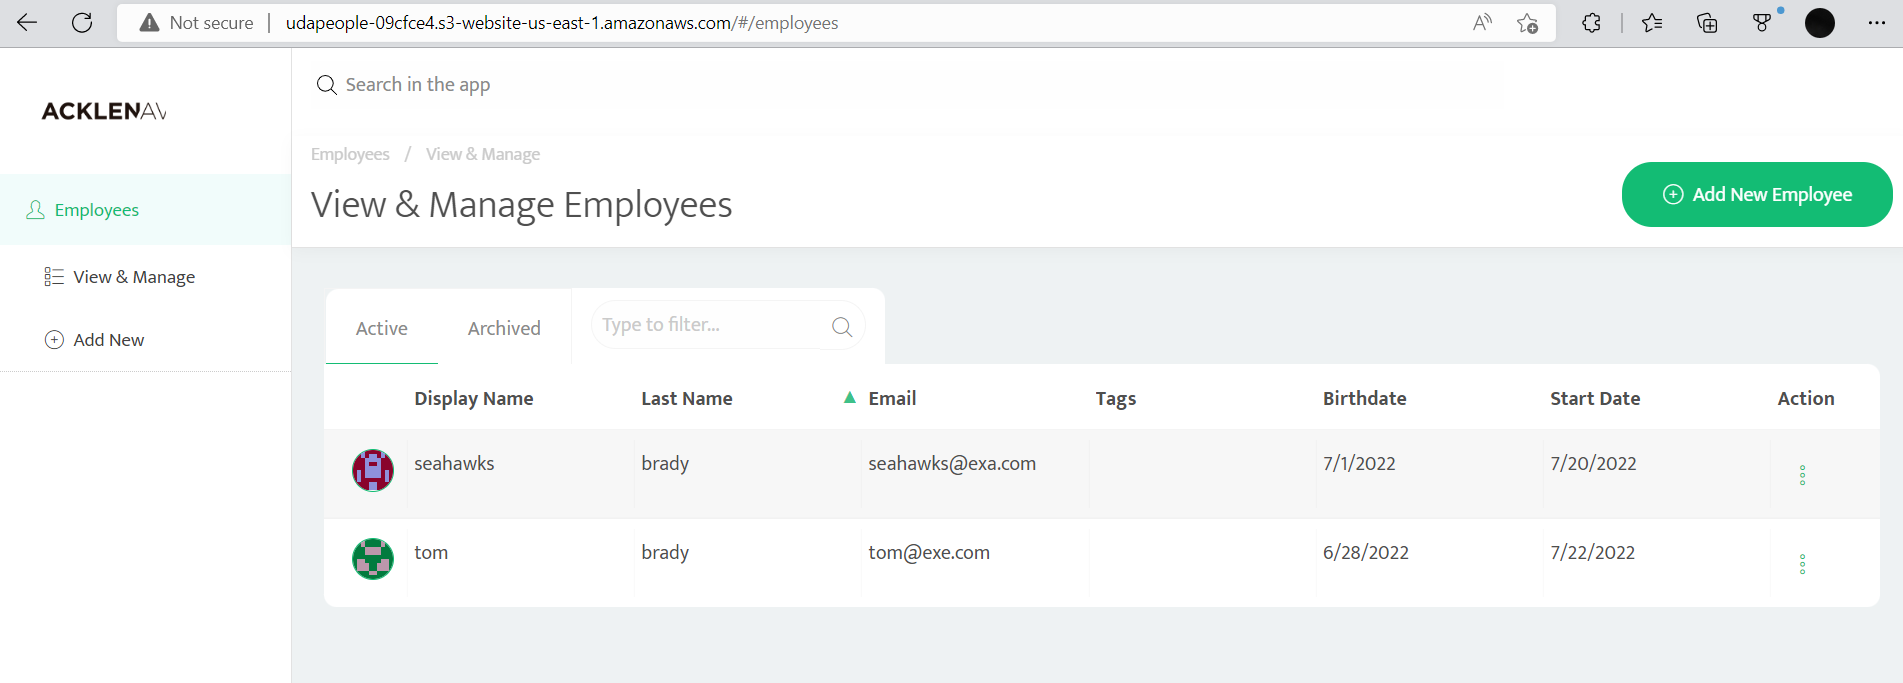 Not secure | udapeople-09cfce4.s3-website-us-east-1.amazonaws.com/#/employees
Search in the app
ACKLENAV
Employees / View & Manage
View & Manage Employees
Add New Employee
Employees
View & Manage
Add New
Active Archived Type to filter...
Display Name Last Name ▲ Email Tags Birthdate Start Date Action
seahawks brady seahawks@exa.com 7/1/2022 7/20/2022
tom brady tom@exe.com 6/28/2022 7/22/2022